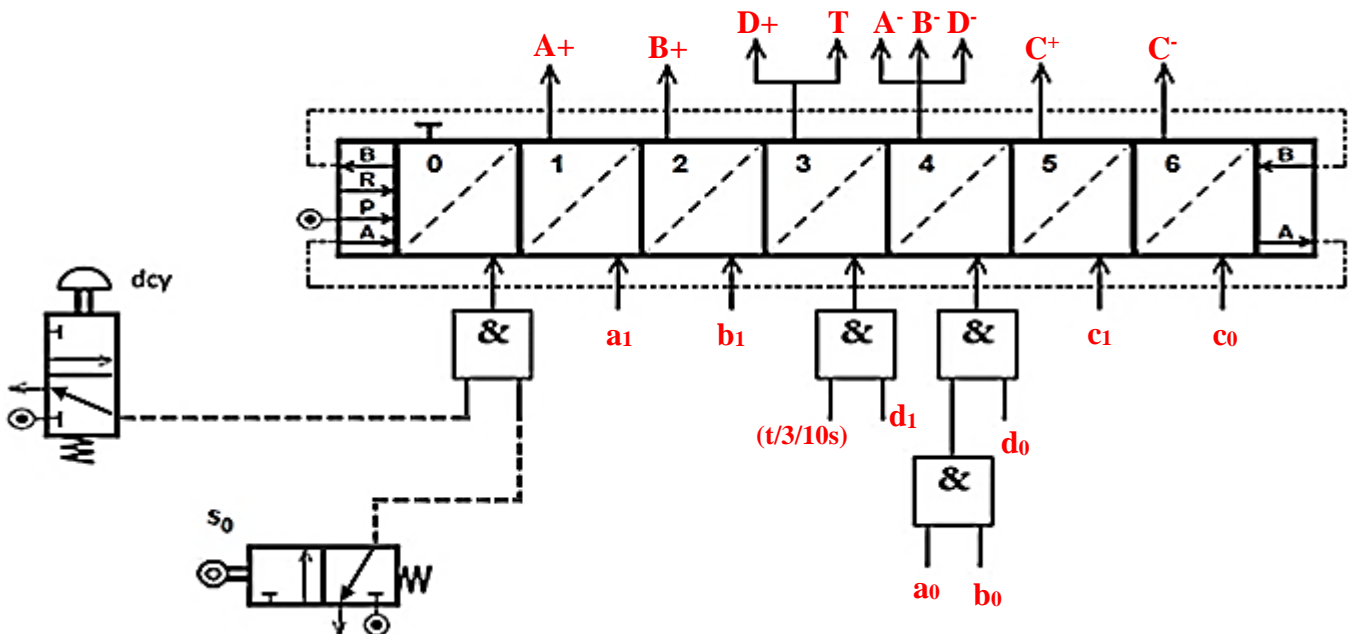 D+ T A⁻ B⁻ D⁻
A+ B+ C⁺ C⁻
B 0 1 2 3 4 5 6 B
R
P
A A
dcy
& & &
a₁ b₁ c₁ c₀
(t/3/10s) d₁ d₀
&
s₀
a₀ b₀